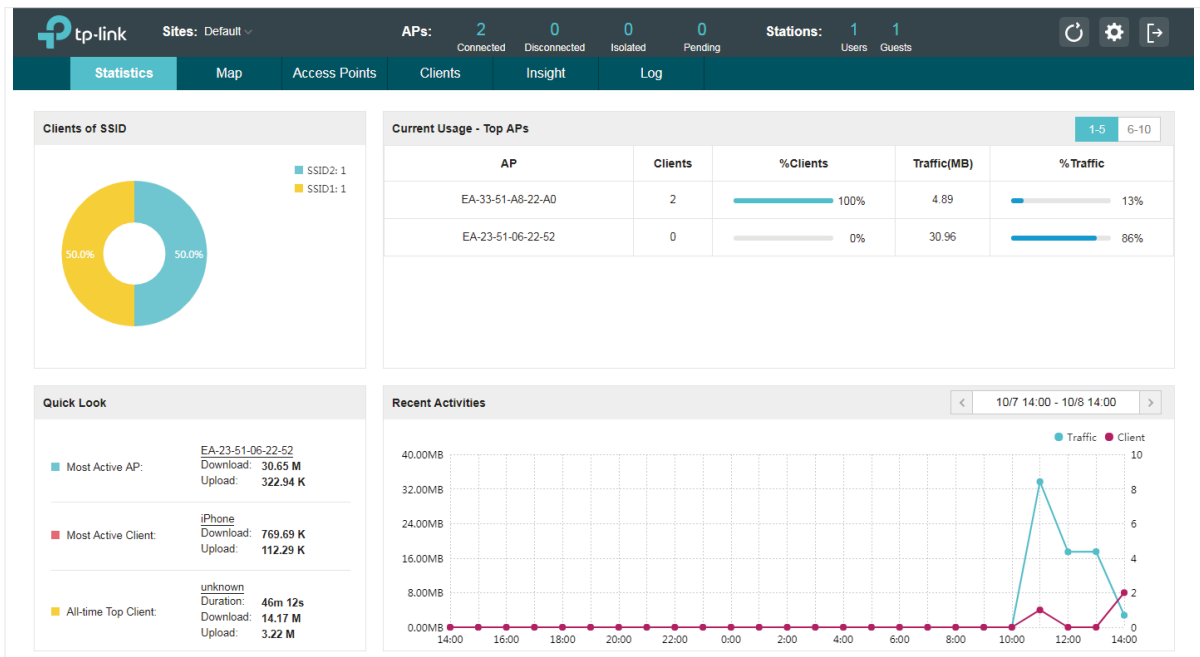 tp-link Sites: Default APs: 2 0 0 0 Stations: 1 1
Connected Disconnected Isolated Pending Users Guests
Statistics Map Access Points Clients Insight Log
Clients of SSID
SSID2: 1
SSID1: 1
50.0% 50.0%
Current Usage - Top APs 1-5 6-10
AP Clients %Clients Traffic(MB) %Traffic
EA-33-51-A8-22-A0 2 100% 4.89 13%
EA-23-51-06-22-52 0 0% 30.96 86%
Quick Look
Most Active AP: EA-23-51-06-22-52
Download: 30.65 M
Upload: 322.94 K
Most Active Client: iPhone
Download: 769.69 K
Upload: 112.29 K
All-time Top Client: unknown
Duration: 46m 12s
Download: 14.17 M
Upload: 3.22 M
Recent Activities < 10/7 14:00 - 10/8 14:00 >
Traffic Client
40.00MB 10
32.00MB 8
24.00MB 6
16.00MB 4
8.00MB 2
0.00MB 0
14:00 16:00 18:00 20:00 22:00 0:00 2:00 4:00 6:00 8:00 10:00 12:00 14:00